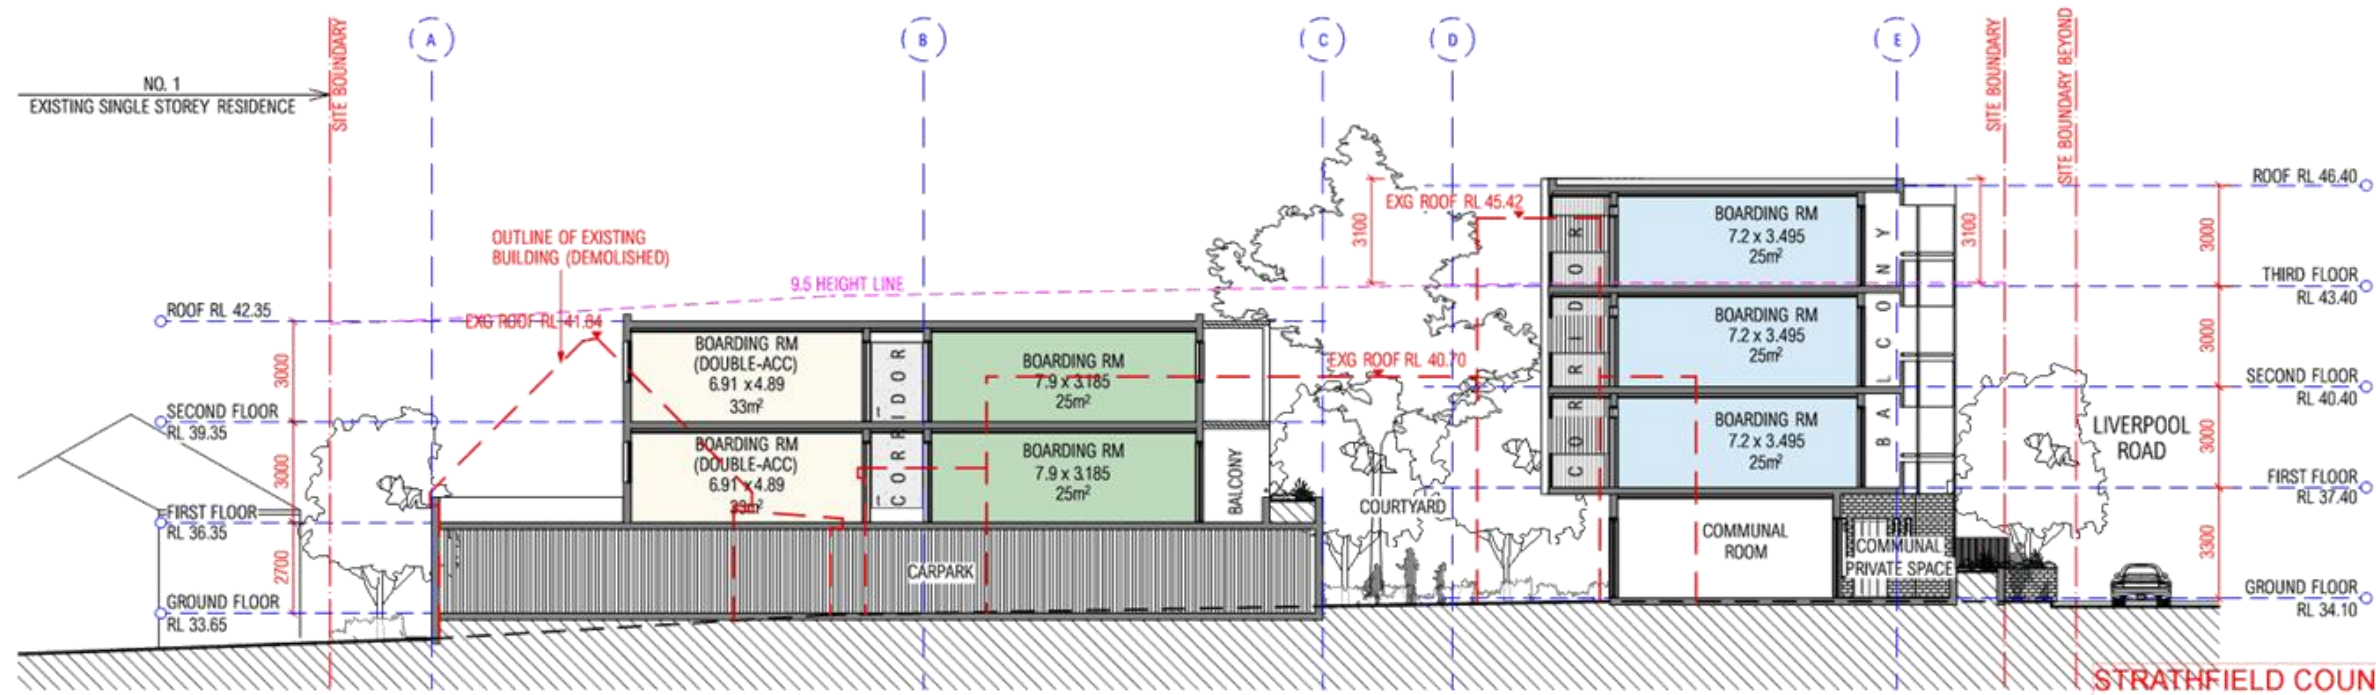 A
B
C
D
E
NO. 1
EXISTING SINGLE STOREY RESIDENCE
SITE BOUNDARY
SITE BOUNDARY
SITE BOUNDARY BEYOND
OUTLINE OF EXISTING
BUILDING (DEMOLISHED)
9.5 HEIGHT LINE
EXG ROOF RL 41.64
EXG ROOF RL 45.42
EXG ROOF RL 40.70
ROOF RL 42.35
3000
SECOND FLOOR
RL 39.35
3000
FIRST FLOOR
RL 36.35
2700
GROUND FLOOR
RL 33.65
BOARDING RM
(DOUBLE-ACC)
6.91 x4.89
33m²
BOARDING RM
(DOUBLE-ACC)
6.91 x4.89
33m²
CORRIDOR
BOARDING RM
7.9 x 3.185
25m²
BOARDING RM
7.9 x 3.185
25m²
BALCONY
CARPARK
COURTYARD
3100
CORRIDOR
BOARDING RM
7.2 x 3.495
25m²
BOARDING RM
7.2 x 3.495
25m²
BOARDING RM
7.2 x 3.495
25m²
BALCONY
COMMUNAL
ROOM
COMMUNAL
PRIVATE SPACE
3100
LIVERPOOL
ROAD
ROOF RL 46.40
3000
THIRD FLOOR
RL 43.40
3000
SECOND FLOOR
RL 40.40
3000
FIRST FLOOR
RL 37.40
3300
GROUND FLOOR
RL 34.10
STRATHFIELD COUN